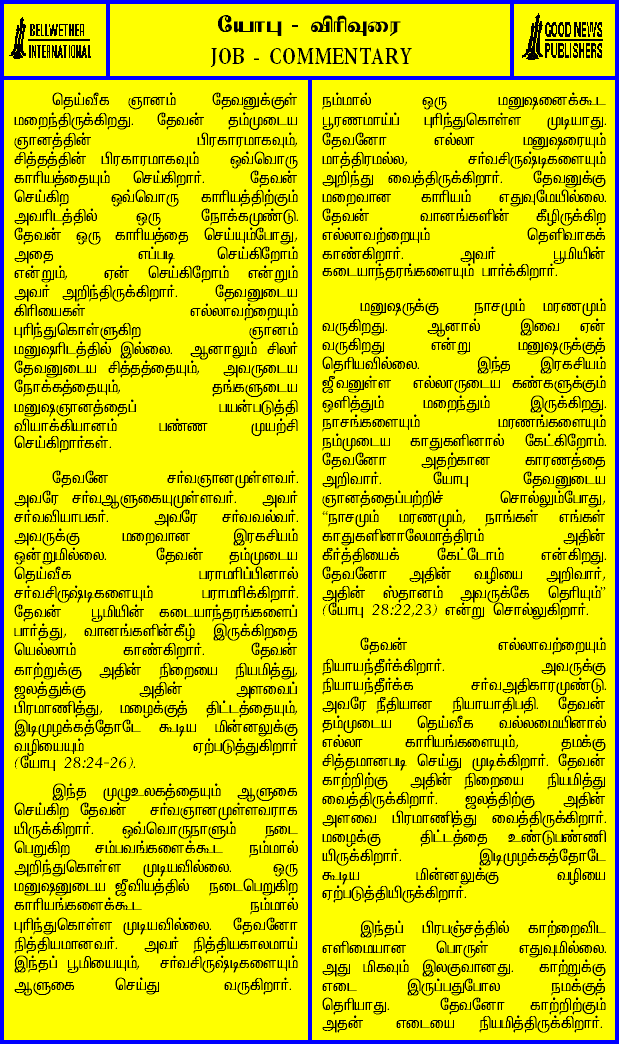 BELLWETHER
INTERNATIONAL
யோபு - விரிவுரை
JOB - COMMENTARY
GOOD NEWS
PUBLISHERS
தெய்வீக ஞானம் தேவனுக்குள்
மறைந்திருக்கிறது. தேவன் தம்முடைய
ஞானத்தின் பிரகாரமாகவும்,
சித்தத்தின் பிரகாரமாகவும் ஒவ்வொரு
காரியத்தையும் செய்கிறார். தேவன்
செய்கிற ஒவ்வொரு காரியத்திற்கும்
அவரிடத்தில் ஒரு நோக்கமுண்டு.
தேவன் ஒரு காரியத்தை செய்யும்போது,
அதை எப்படி செய்கிறோம்
என்றும், ஏன் செய்கிறோம் என்றும்
அவர் அறிந்திருக்கிறார். தேவனுடைய
கிரியைகள் எல்லாவற்றையும்
புரிந்துகொள்ளுகிற ஞானம்
மனுஷரிடத்தில் இல்லை. ஆனாலும் சிலர்
தேவனுடைய சித்தத்தையும், அவருடைய
நோக்கத்தையும், தங்களுடைய
மனுஷஞானத்தைப் பயன்படுத்தி
வியாக்கியானம் பண்ண முயற்சி
செய்கிறார்கள்.
தேவனே சர்வஞானமுள்ளவர்.
அவரே சர்வஆளுகையுமுள்ளவர். அவர்
சர்வவியாபகர். அவரே சர்வவல்வர்.
அவருக்கு மறைவான இரகசியம்
ஒன்றுமில்லை. தேவன் தம்முடைய
தெய்வீக பராமரிப்பினால்
சர்வசிருஷ்டிகளையும் பராமரிக்கிறார்.
தேவன் பூமியின் கடையாந்தரங்களைப்
பார்த்து, வானங்களின்கீழ் இருக்கிறதை
யெல்லாம் காண்கிறார். தேவன்
காற்றுக்கு அதின் நிறையை நியமித்து,
ஜலத்துக்கு அதின் அளவைப்
பிரமாணித்து, மழைக்குத் திட்டத்தையும்,
இடிமுழக்கத்தோடே கூடிய மின்னலுக்கு
வழியையும் ஏற்படுத்துகிறார்
(யோபு 28:24-26).
இந்த முழுஉலகத்தையும் ஆளுகை
செய்கிற தேவன் சர்வஞானமுள்ளவராக
யிருக்கிறார். ஒவ்வொருநாளும் நடை
பெறுகிற சம்பவங்களைக்கூட நம்மால்
அறிந்துகொள்ள முடியவில்லை. ஒரு
மனுஷனுடைய ஜீவியத்தில் நடைபெறுகிற
காரியங்களைக்கூட நம்மால்
புரிந்துகொள்ள முடியவில்லை. தேவனோ
நித்தியமானவர். அவர் நித்தியகாலமாய்
இந்தப் பூமியையும், சர்வசிருஷ்டிகளையும்
ஆளுகை செய்து வருகிறார்.
நம்மால் ஒரு மனுஷனைக்கூட
பூரணமாய்ப் புரிந்துகொள்ள முடியாது.
தேவனோ எல்லா மனுஷரையும்
மாத்திரமல்ல, சர்வசிருஷ்டிகளையும்
அறிந்து வைத்திருக்கிறார். தேவனுக்கு
மறைவான காரியம் எதுவுமேயில்லை.
தேவன் வானங்களின் கீழிருக்கிற
எல்லாவற்றையும் தெளிவாகக்
காண்கிறார். அவர் பூமியின்
கடையாந்தரங்களையும் பார்க்கிறார்.
மனுஷருக்கு நாசமும் மரணமும்
வருகிறது. ஆனால் இவை ஏன்
வருகிறது என்று மனுஷருக்குத்
தெரியவில்லை. இந்த இரகசியம்
ஜீவனுள்ள எல்லாருடைய கண்களுக்கும்
ஒளித்தும் மறைந்தும் இருக்கிறது.
நாசங்களையும் மரணங்களையும்
நம்முடைய காதுகளினால் கேட்கிறோம்.
தேவனோ அதற்கான காரணத்தை
அறிவார். யோபு தேவனுடைய
ஞானத்தைப்பற்றிச் சொல்லும்போது,
“நாசமும் மரணமும், நாங்கள் எங்கள்
காதுகளினாலேமாத்திரம் அதின்
கீர்த்தியைக் கேட்டோம் என்கிறது.
தேவனோ அதின் வழியை அறிவார்,
அதின் ஸ்தானம் அவருக்கே தெரியும்”
(யோபு 28:22,23) என்று சொல்லுகிறார்.
தேவன் எல்லாவற்றையும்
நியாயந்தீர்க்கிறார். அவருக்கு
நியாயந்தீர்க்க சர்வஅதிகாரமுண்டு.
அவரே நீதியான நியாயாதிபதி. தேவன்
தம்முடைய தெய்வீக வல்லமையினால்
எல்லா காரியங்களையும், தமக்கு
சித்தமானபடி செய்து முடிக்கிறார். தேவன்
காற்றிற்கு அதின் நிறையை நியமித்து
வைத்திருக்கிறார். ஜலத்திற்கு அதின்
அளவை பிரமாணித்து வைத்திருக்கிறார்.
மழைக்கு திட்டத்தை உண்டுபண்ணி
யிருக்கிறார். இடிமுழக்கத்தோடே
கூடிய மின்னலுக்கு வழியை
ஏற்படுத்தியிருக்கிறார்.
இந்தப் பிரபஞ்சத்தில் காற்றைவிட
எளிமையான பொருள் எதுவுமில்லை.
அது மிகவும் இலகுவானது. காற்றுக்கு
எடை இருப்பதுபோல நமக்குத்
தெரியாது. தேவனோ காற்றிற்கும்
அதன் எடையை நியமித்திருக்கிறார்.